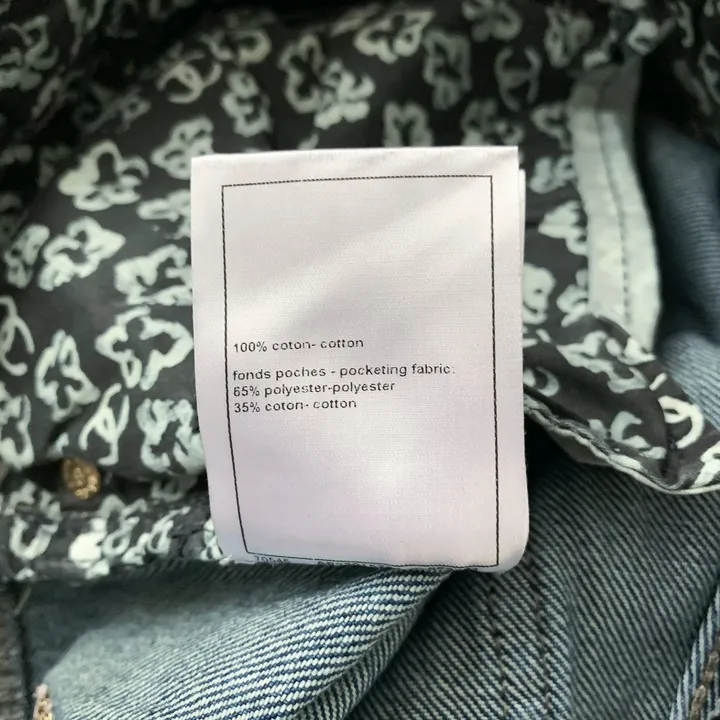 100% coton- cotton
fonds poches - pocketing fabric:
65% polyester-polyester
35% coton- cotton